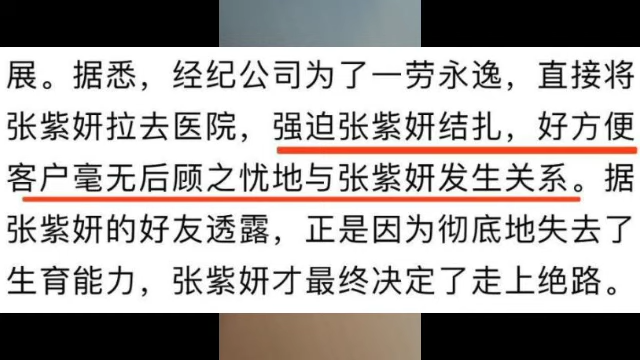 展。据悉，经纪公司为了一劳永逸，直接将
张紫妍拉去医院，强迫张紫妍结扎，好方便
客户毫无后顾之忧地与张紫妍发生关系。据
张紫妍的好友透露，正是因为彻底地失去了
生育能力，张紫妍才最终决定了走上绝路。